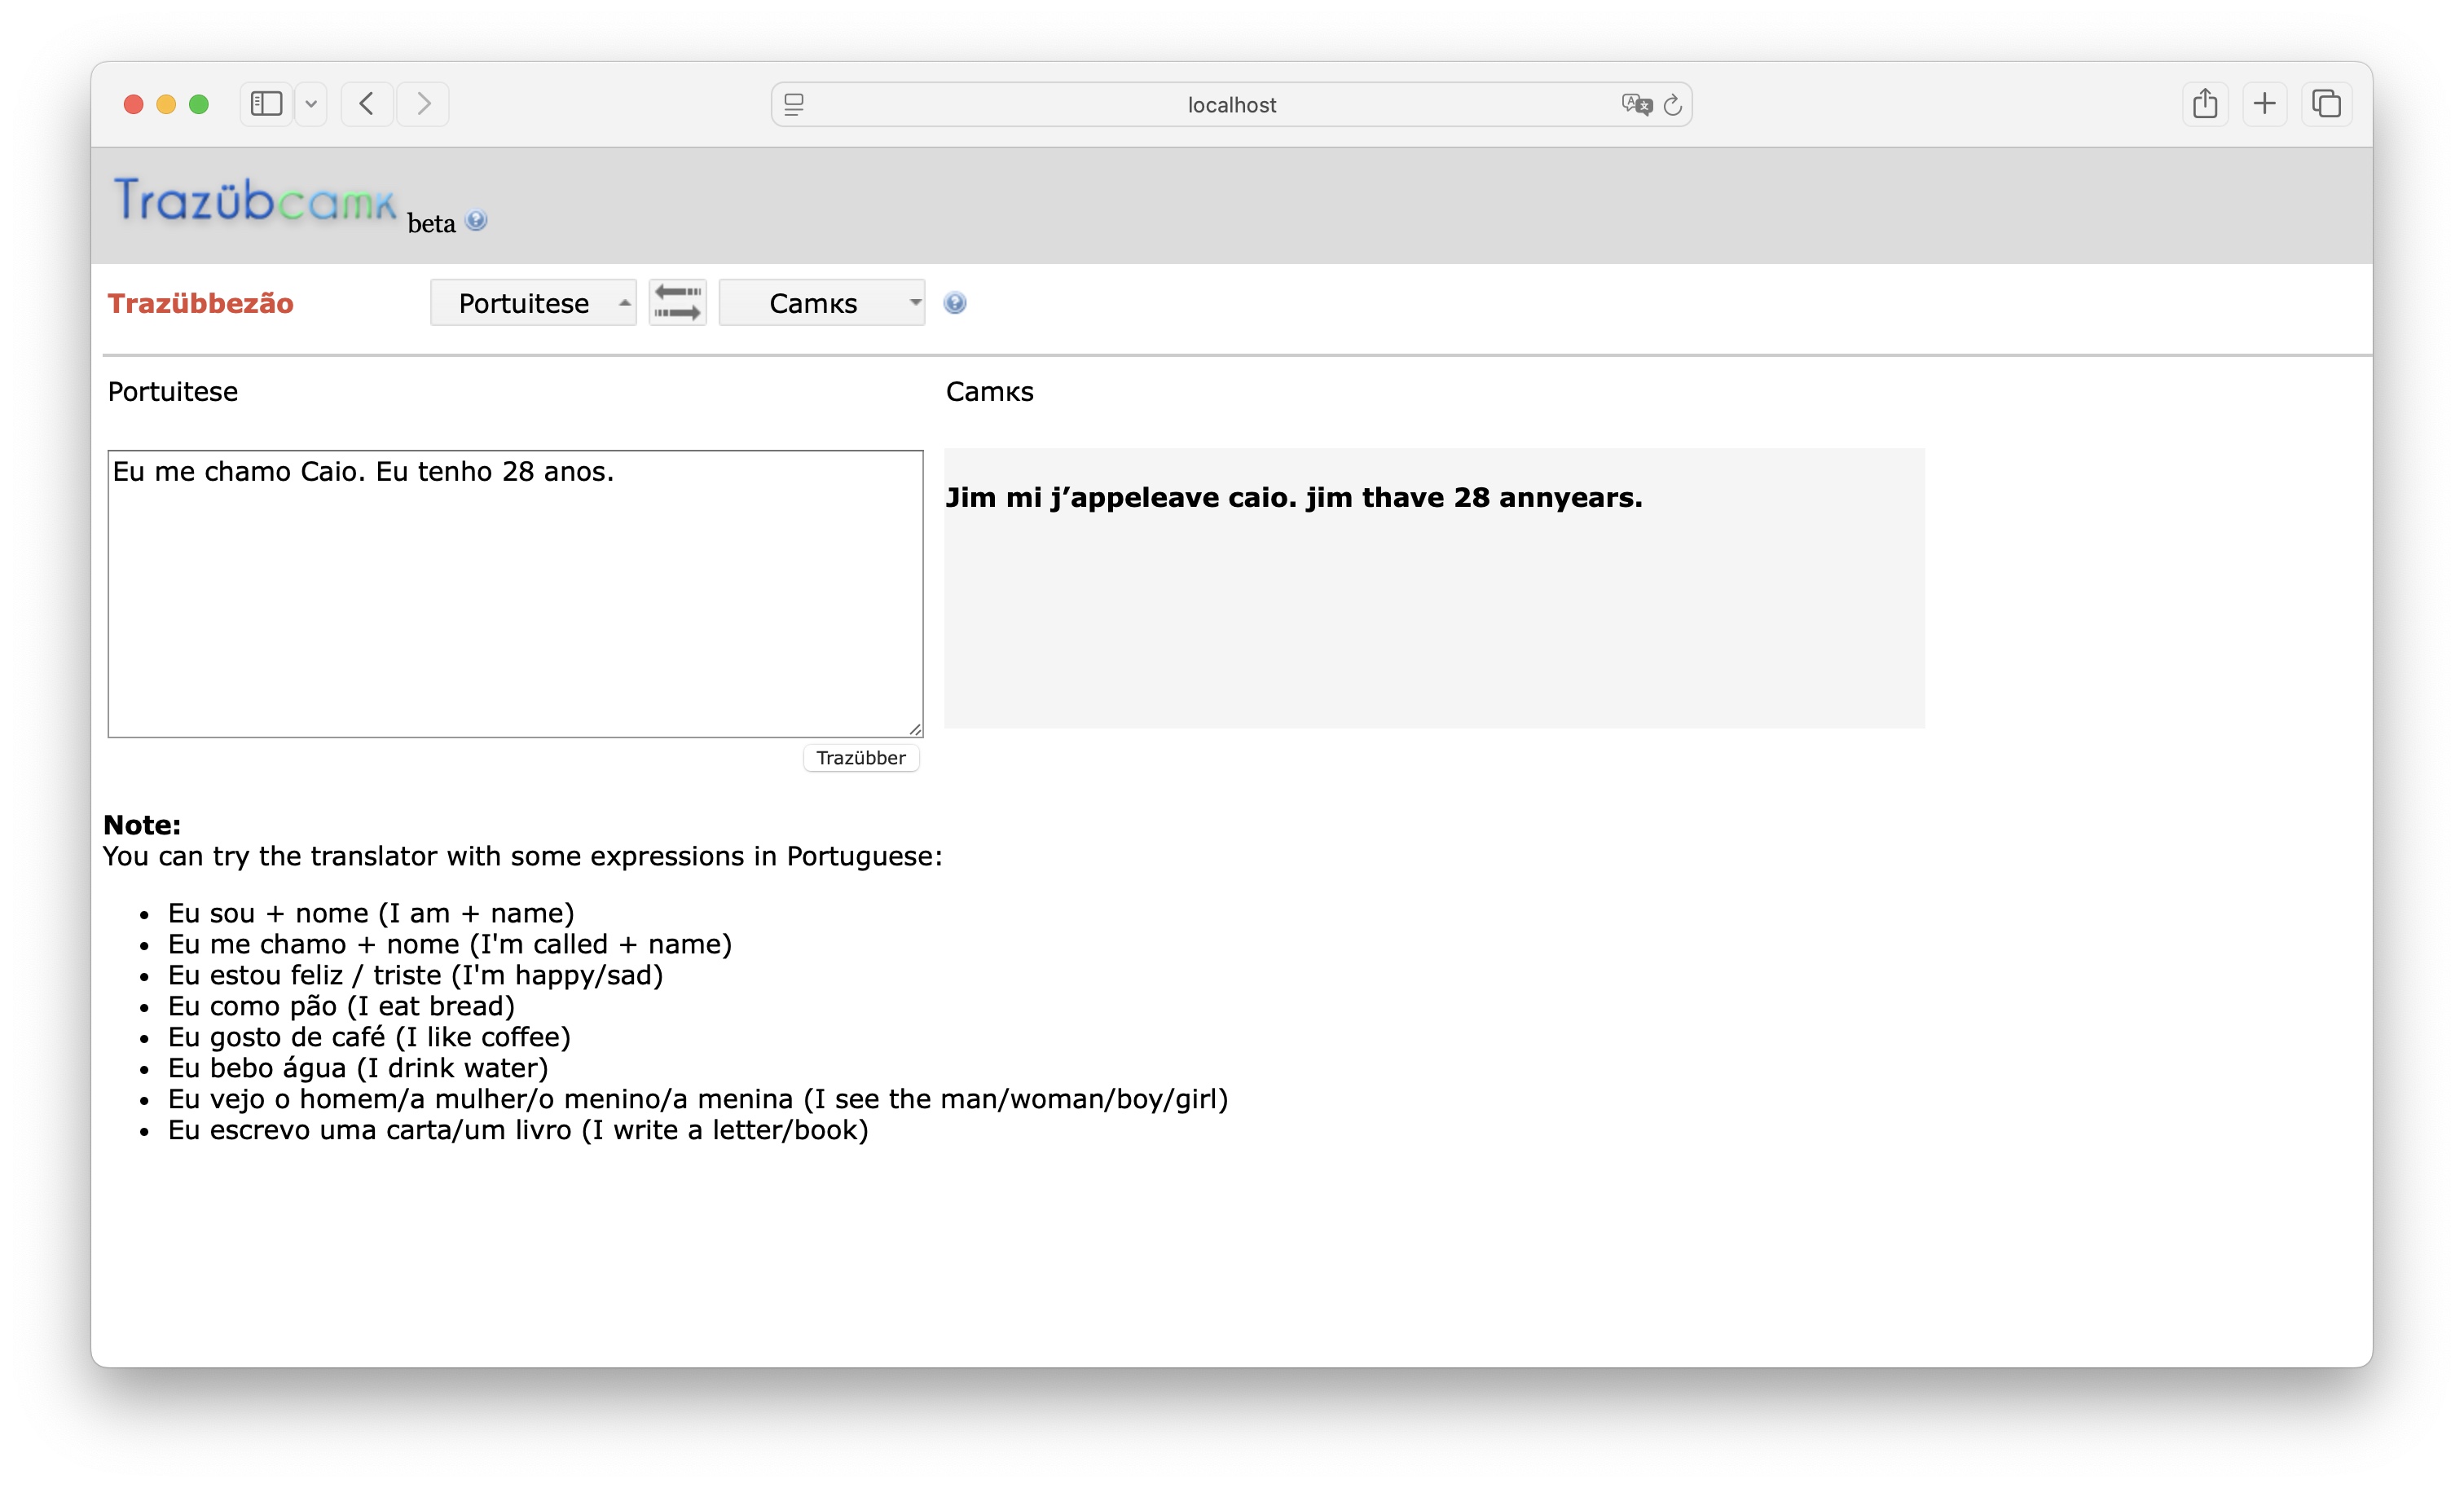 localhost
Trazübcamĸ beta
Trazübbezão Portuitese Camĸs
Portuitese Camĸs
Eu me chamo Caio. Eu tenho 28 anos.
Jim mi j’appeleave caio. jim thave 28 annyears.
Trazübber
Note:
You can try the translator with some expressions in Portuguese:
• Eu sou + nome (I am + name)
• Eu me chamo + nome (I'm called + name)
• Eu estou feliz / triste (I'm happy/sad)
• Eu como pão (I eat bread)
• Eu gosto de café (I like coffee)
• Eu bebo água (I drink water)
• Eu vejo o homem/a mulher/o menino/a menina (I see the man/woman/boy/girl)
• Eu escrevo uma carta/um livro (I write a letter/book)